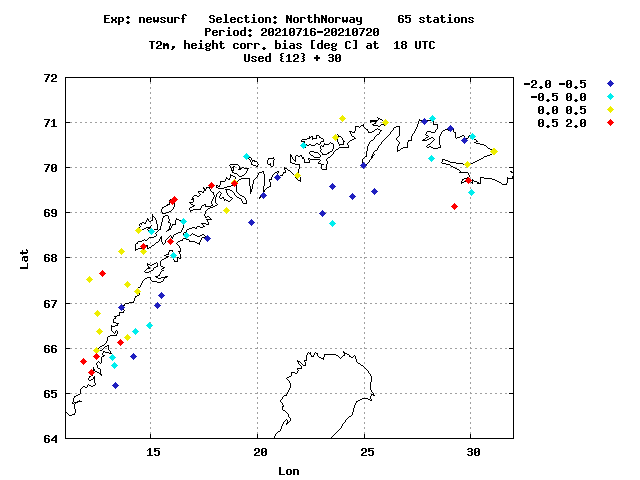 Exp: newsurf   Selection: NorthNorway     65 stations
Period: 20210716-20210720
T2m, height corr. bias [deg C] at  18 UTC
Used {12} + 30
-2.0 -0.5
-0.5 0.0
0.0 0.5
0.5 2.0
72
71
70
69
68
67
66
65
64
Lat
15 20 25 30
Lon